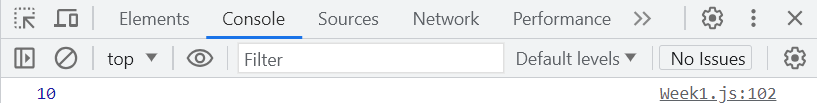 Elements Console Sources Network Performance
top Filter Default levels No Issues
10 Week1.js:102